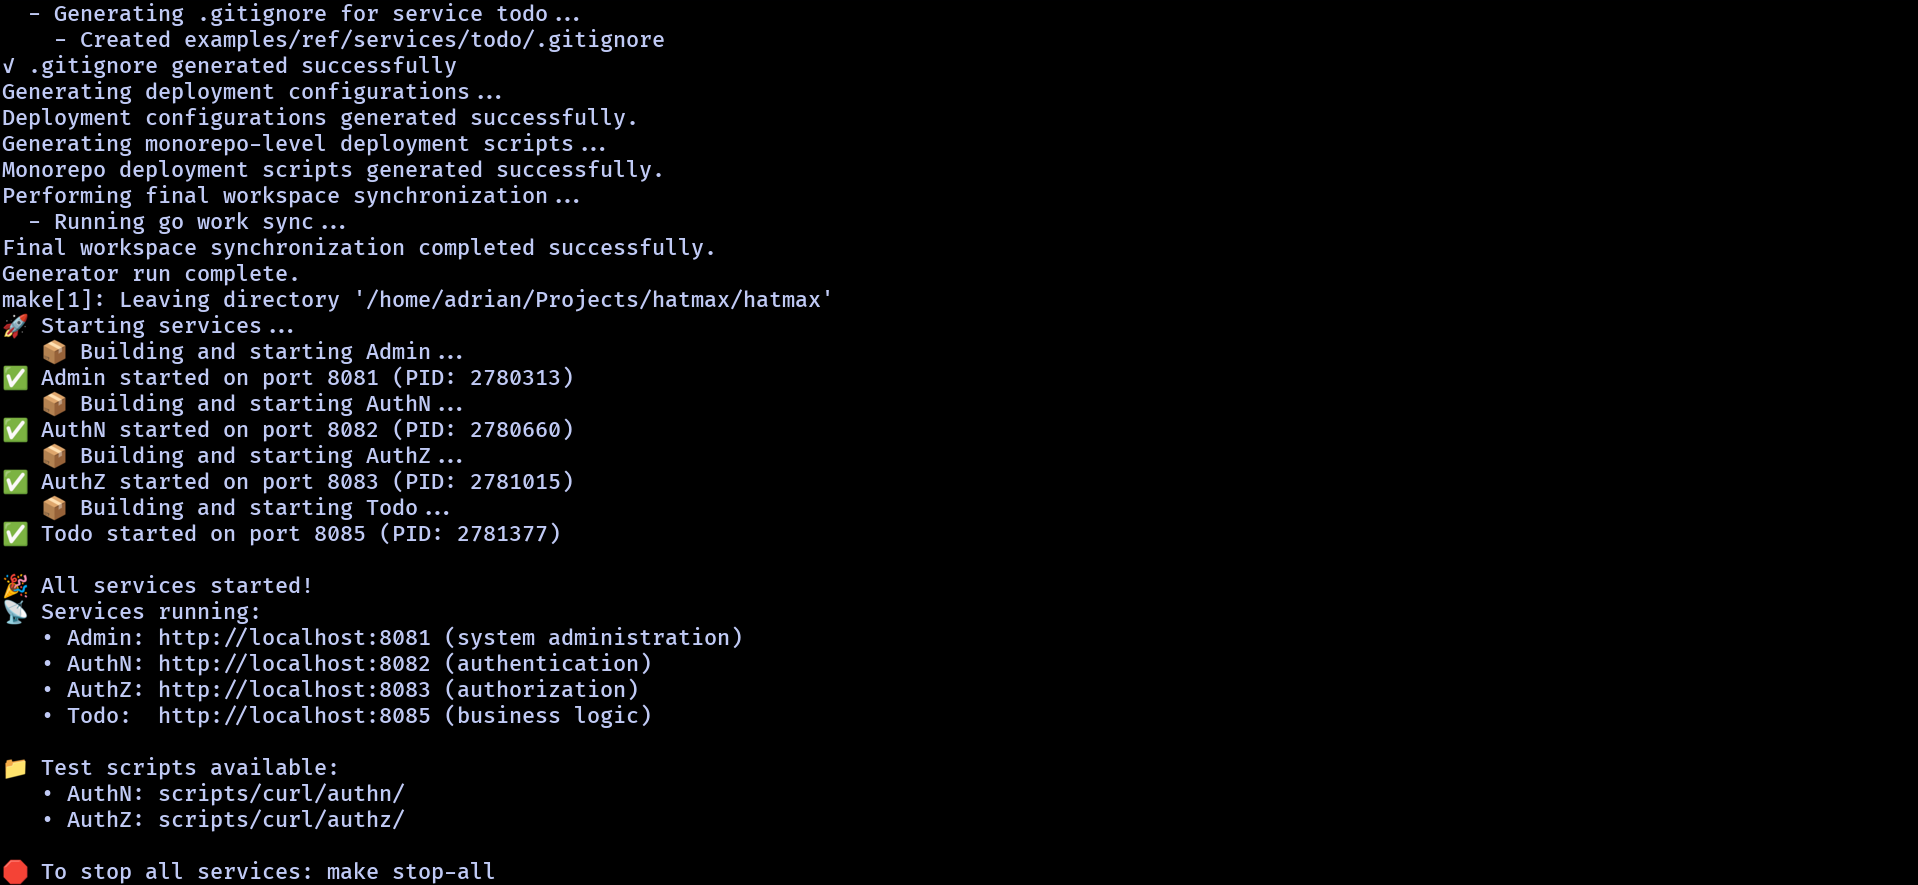 - Generating .gitignore for service todo...
- Created examples/ref/services/todo/.gitignore
✓ .gitignore generated successfully
Generating deployment configurations...
Deployment configurations generated successfully.
Generating monorepo-level deployment scripts...
Monorepo deployment scripts generated successfully.
Performing final workspace synchronization...
- Running go work sync...
Final workspace synchronization completed successfully.
Generator run complete.
make[1]: Leaving directory '/home/adrian/Projects/hatmax/hatmax'
🚀 Starting services...
📦 Building and starting Admin...
✅ Admin started on port 8081 (PID: 2780313)
📦 Building and starting AuthN...
✅ AuthN started on port 8082 (PID: 2780660)
📦 Building and starting AuthZ...
✅ AuthZ started on port 8083 (PID: 2781015)
📦 Building and starting Todo...
✅ Todo started on port 8085 (PID: 2781377)
🎉 All services started!
📡 Services running:
• Admin: http://localhost:8081 (system administration)
• AuthN: http://localhost:8082 (authentication)
• AuthZ: http://localhost:8083 (authorization)
• Todo:  http://localhost:8085 (business logic)
📁 Test scripts available:
• AuthN: scripts/curl/authn/
• AuthZ: scripts/curl/authz/
🛑 To stop all services: make stop-all